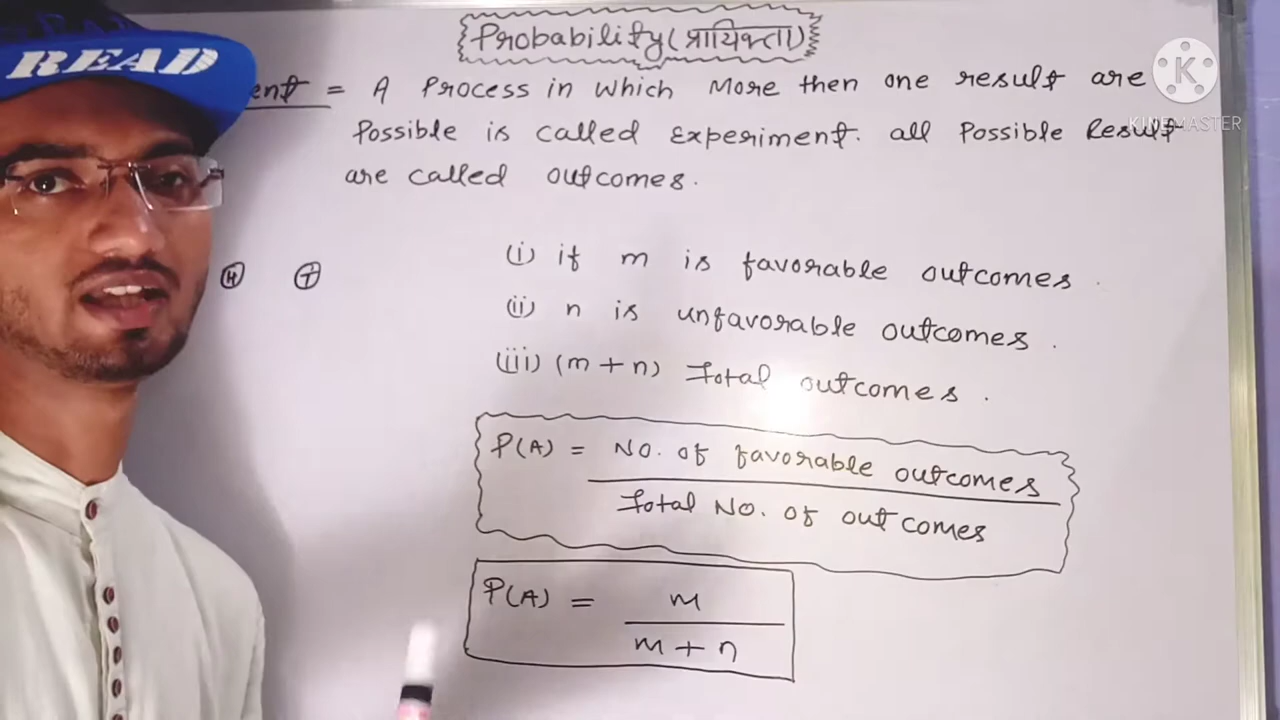 Probability (प्रायिकता)
READ
ent = A Process in which More then one result are
Possible is called Experiment. all Possible Result
are called outcomes.
KINEMASTER
H T
(i) if m is favorable outcomes.
(ii) n is unfavorable outcomes.
(iii) (m + n) Total outcomes.
P(A) = No. of favorable outcomes
Total No. of outcomes
P(A) = m
m + n